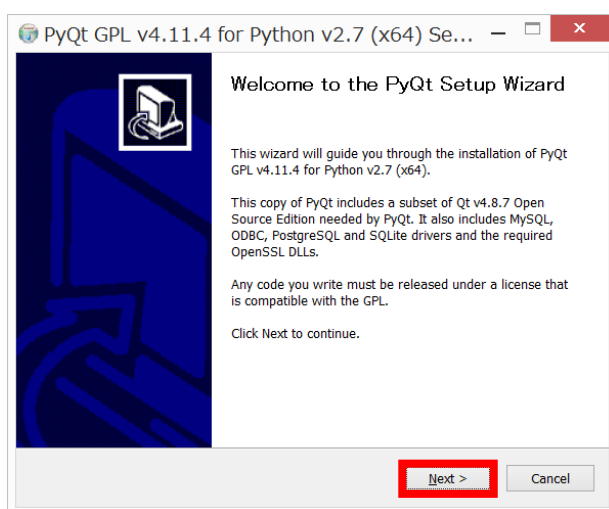 PyQt GPL v4.11.4 for Python v2.7 (x64) Se...
Welcome to the PyQt Setup Wizard
This wizard will guide you through the installation of PyQt
GPL v4.11.4 for Python v2.7 (x64).
This copy of PyQt includes a subset of Qt v4.8.7 Open
Source Edition needed by PyQt. It also includes MySQL,
ODBC, PostgreSQL and SQLite drivers and the required
OpenSSL DLLs.
Any code you write must be released under a license that
is compatible with the GPL.
Click Next to continue.
Next >
Cancel